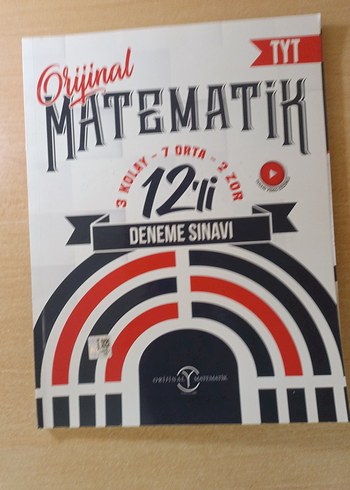 TYT
Orijinal
MATEMATİK
3 KOLAY - 7 ORTA - 2 ZOR
12'li
DENEME SINAVI
ORİJİNAL MATEMATİK